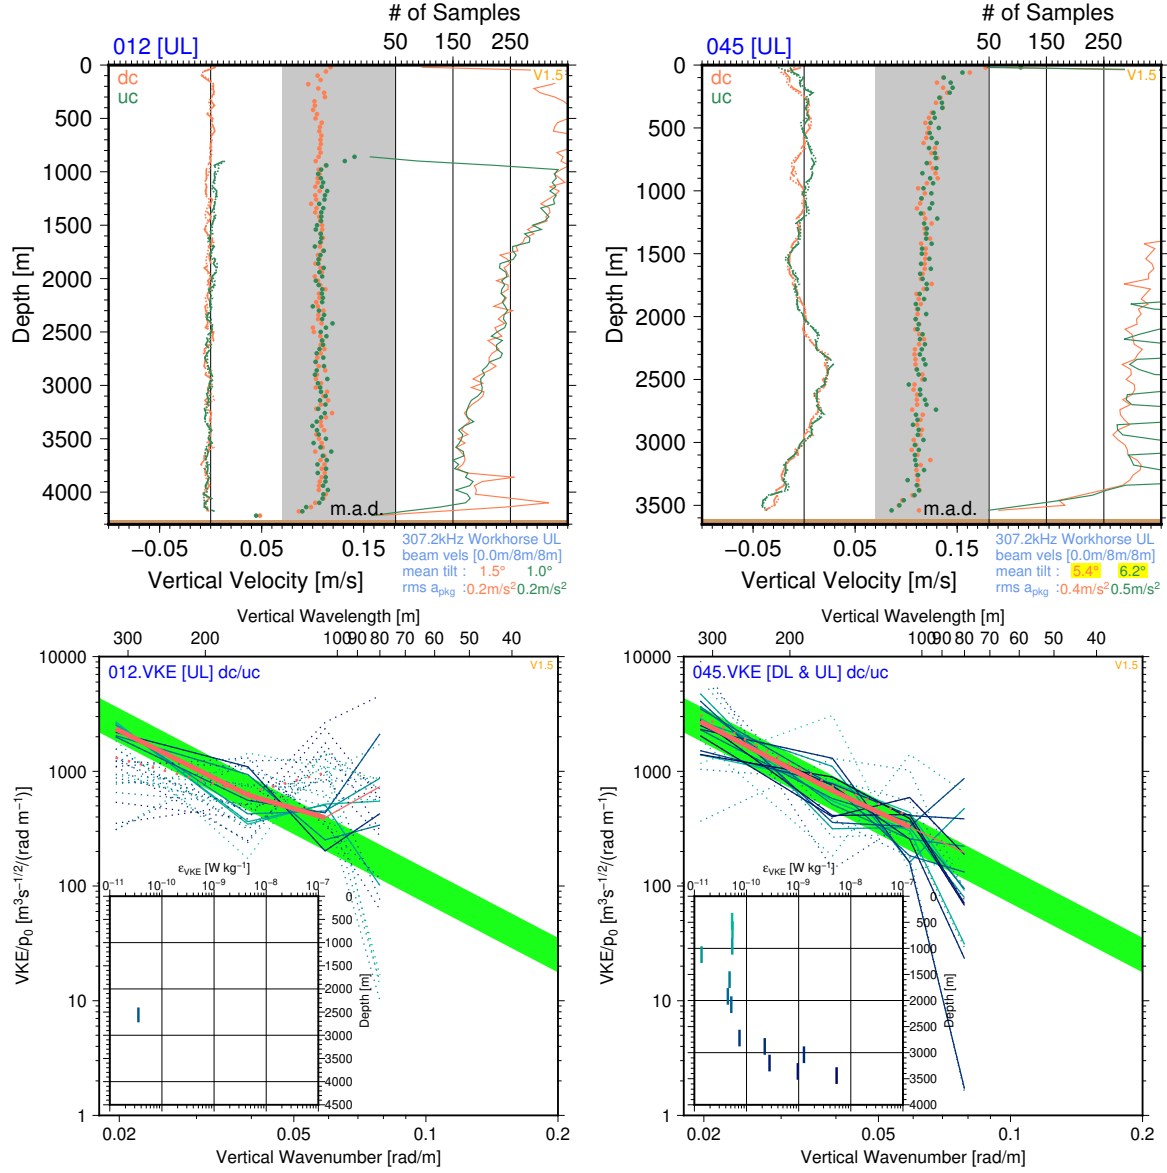 # of Samples
50 150 250
012 [UL]
dc
uc
V1.5
0
500
1000
1500
2000
2500
3000
3500
4000
Depth [m]
m.a.d.
−0.05 0.05 0.15
Vertical Velocity [m/s]
307.2kHz Workhorse UL
beam vels [0.0m/8m/8m]
mean tilt : 1.5° 1.0°
rms apkg : 0.2m/s² 0.2m/s²
# of Samples
50 150 250
045 [UL]
dc
uc
V1.5
0
500
1000
1500
2000
2500
3000
3500
Depth [m]
m.a.d.
−0.05 0.05 0.15
Vertical Velocity [m/s]
307.2kHz Workhorse UL
beam vels [0.0m/8m/8m]
mean tilt : 5.4° 6.2°
rms apkg : 0.4m/s² 0.5m/s²
Vertical Wavelength [m]
300 200 100 90 80 70 60 50 40
012.VKE [UL] dc/uc
V1.5
10000
1000
100
10
1
VKE/p₀ [m³s⁻¹/²/(rad m⁻¹)]
εVKE [W kg⁻¹]
10⁻¹¹ 10⁻¹⁰ 10⁻⁹ 10⁻⁸ 10⁻⁷
0
500
1000
1500
2000
2500
3000
3500
4000
4500
Depth [m]
0.02 0.05 0.1 0.2
Vertical Wavenumber [rad/m]
Vertical Wavelength [m]
300 200 100 90 80 70 60 50 40
045.VKE [DL & UL] dc/uc
V1.5
10000
1000
100
10
1
VKE/p₀ [m³s⁻¹/²/(rad m⁻¹)]
εVKE [W kg⁻¹]
10⁻¹¹ 10⁻¹⁰ 10⁻⁹ 10⁻⁸ 10⁻⁷
0
500
1000
1500
2000
2500
3000
3500
4000
Depth [m]
0.02 0.05 0.1 0.2
Vertical Wavenumber [rad/m]